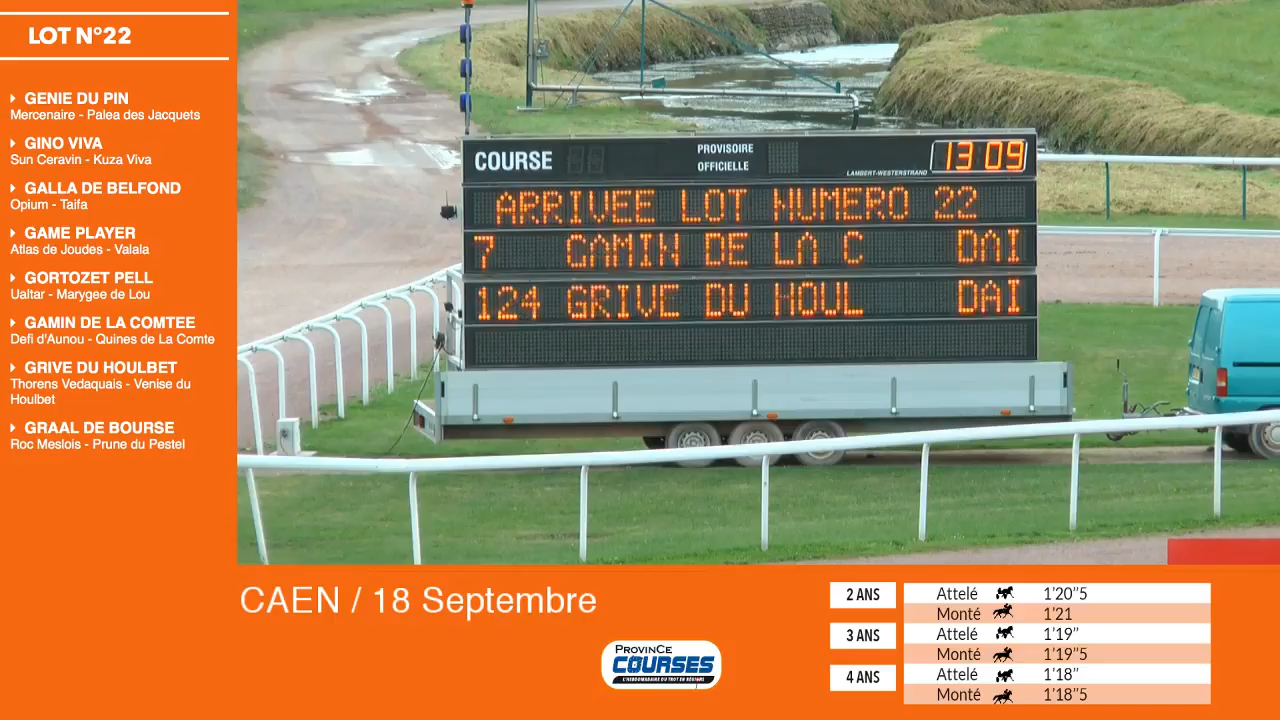 LOT N°22
GENIE DU PIN
Mercenaire - Palea des Jacquets
GINO VIVA
Sun Ceravin - Kuza Viva
GALLA DE BELFOND
Opium - Taifa
GAME PLAYER
Atlas de Joudes - Valala
GORTOZET PELL
Ualtar - Marygee de Lou
GAMIN DE LA COMTEE
Defi d'Aunou - Quines de La Comte
GRIVE DU HOULBET
Thorens Vedaquais - Venise du
Houlbet
GRAAL DE BOURSE
Roc Meslois - Prune du Pestel
COURSE
PROVISOIRE
OFFICIELLE
13 09
LAMBERT-WESTERSTRAND
ARRIVEE LOT NUMERO 22
7 GAMIN DE LA C DAI
124 GRIVE DU HOUL DAI
CAEN / 18 Septembre
PROVINCE
COURSES
L'HEBDOMADAIRE DU TROT EN RÉGIONS
2 ANS
Attelé 1'20''5
Monté 1'21
3 ANS
Attelé 1'19''
Monté 1'19''5
4 ANS
Attelé 1'18''
Monté 1'18''5